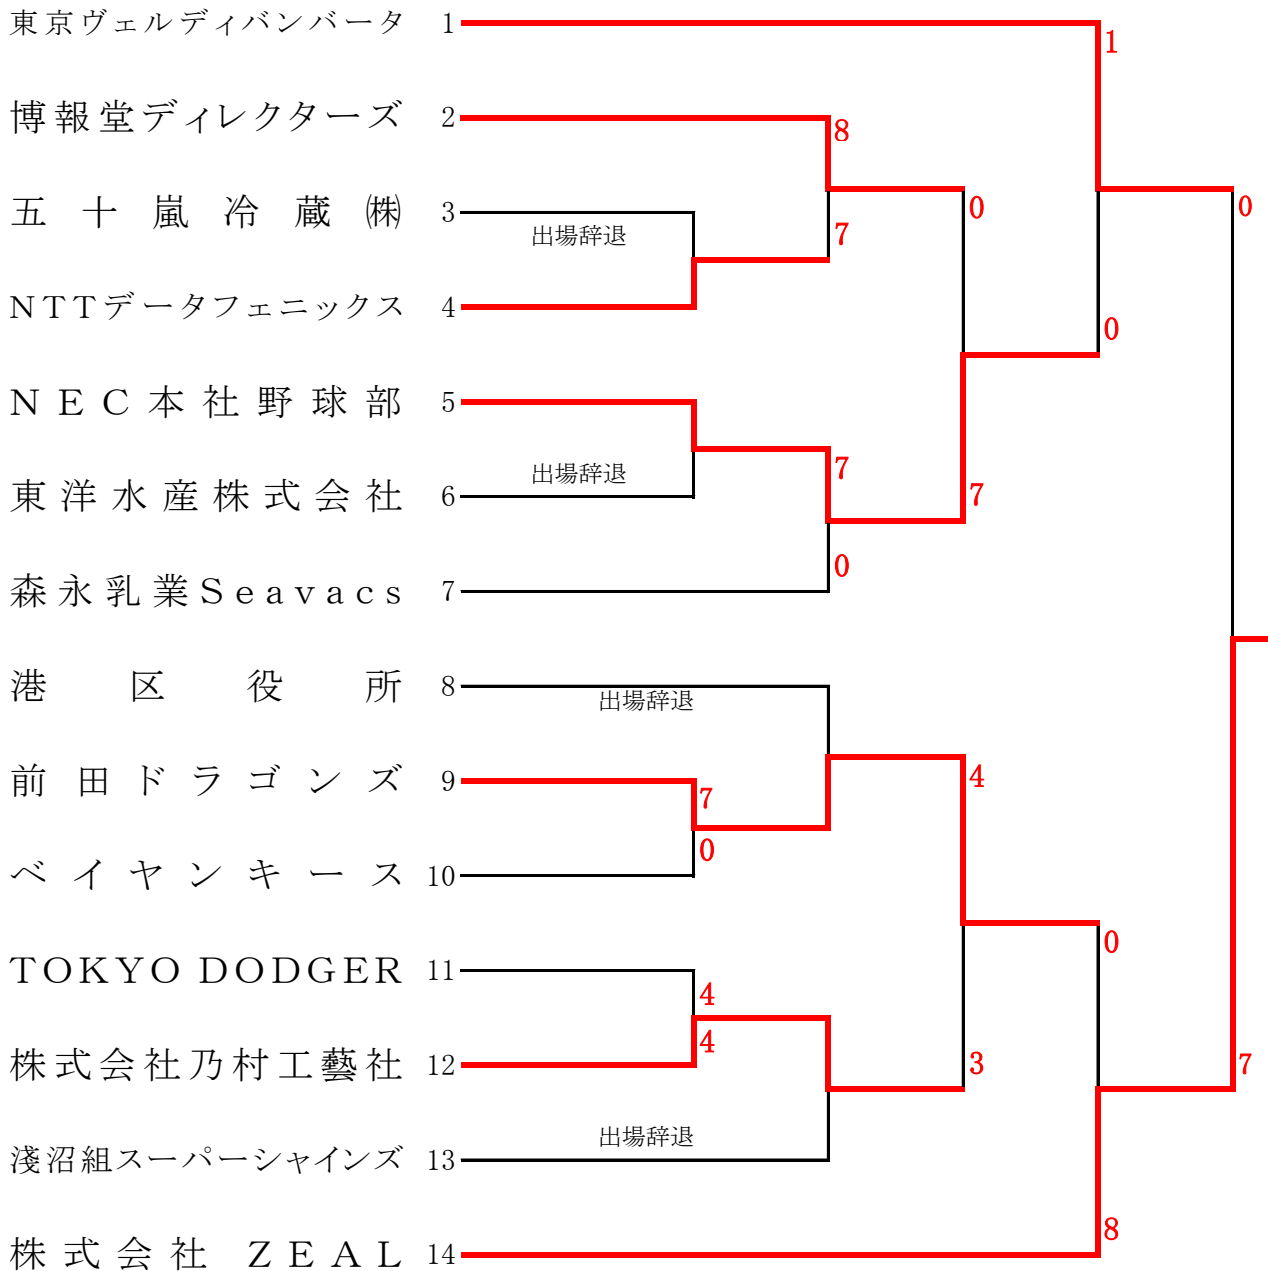 東京ヴェルディバンバータ 1
1
博報堂ディレクターズ 2
8
五十嵐冷蔵㈱ 3
0
0
出場辞退
7
NTTデータフェニックス 4
0
NEC本社野球部 5
出場辞退
7
東洋水産株式会社 6
7
0
森永乳業Seavacs 7
港区役所 8
出場辞退
前田ドラゴンズ 9
4
7
0
ベイヤンキース 10
0
TOKYO DODGER 11
4
4
株式会社乃村工藝社 12
3
7
出場辞退
淺沼組スーパーシャインズ 13
8
株式会社 ZEAL 14